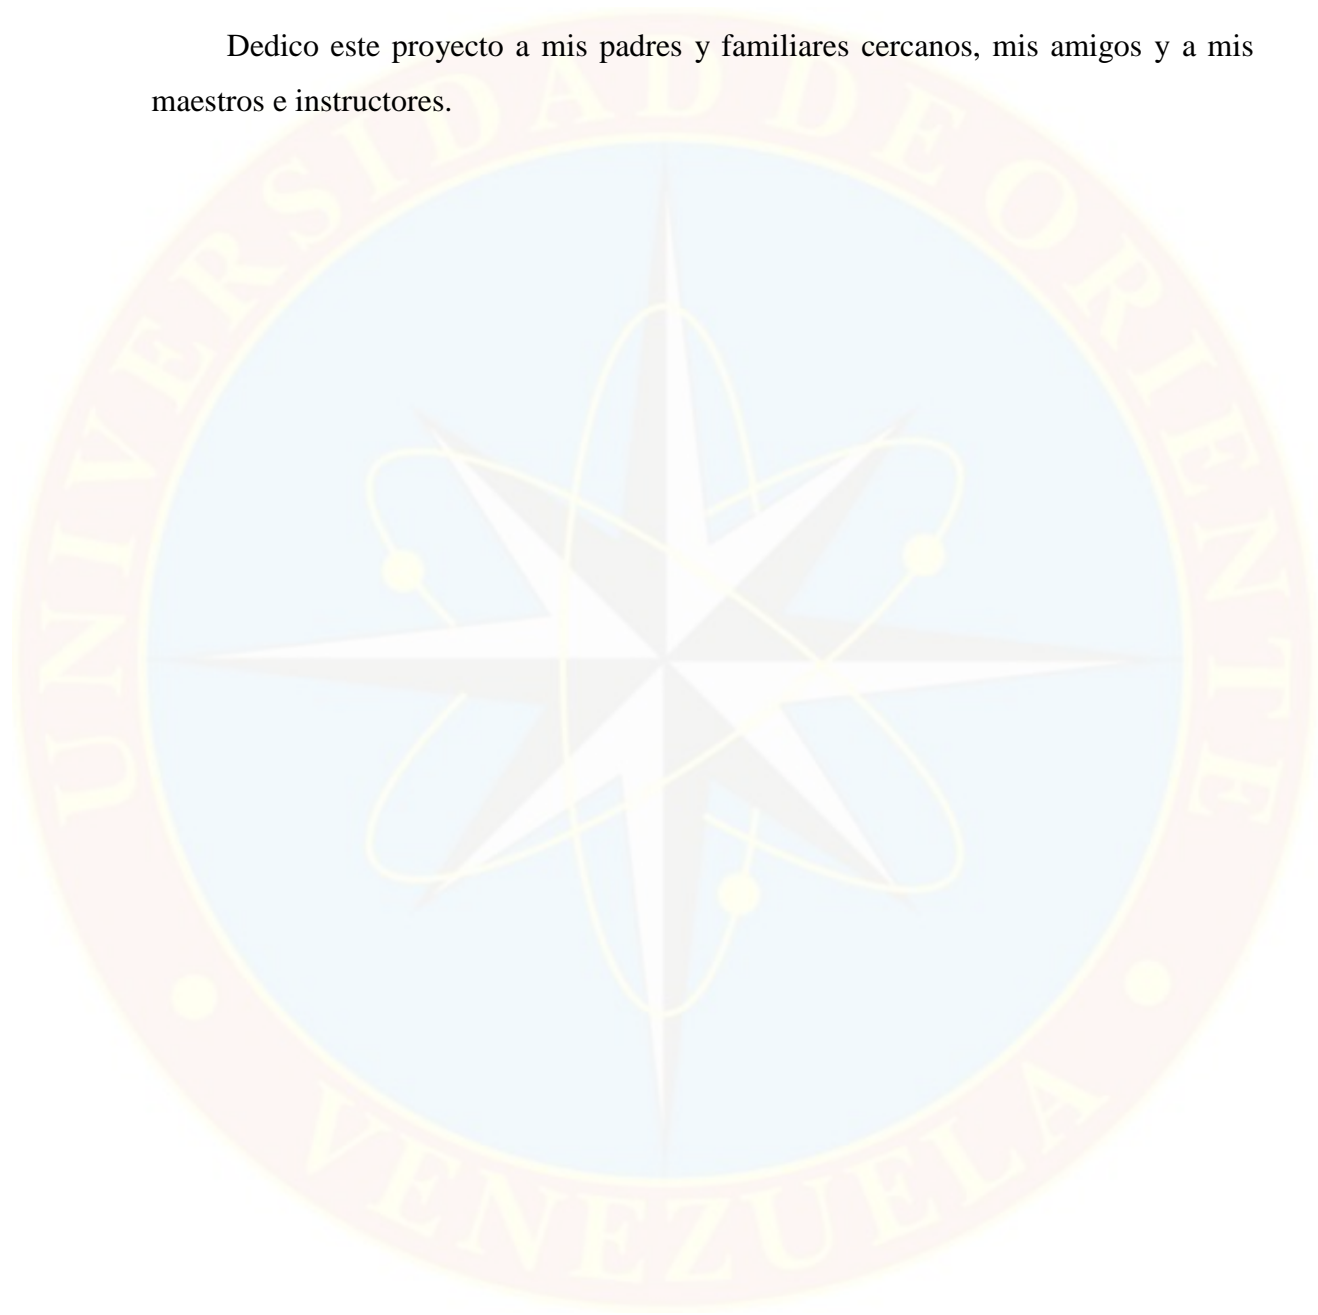 Dedico este proyecto a mis padres y familiares cercanos, mis amigos y a mis
maestros e instructores.
UNIVERSIDAD DE ORIENTE
VENEZUELA